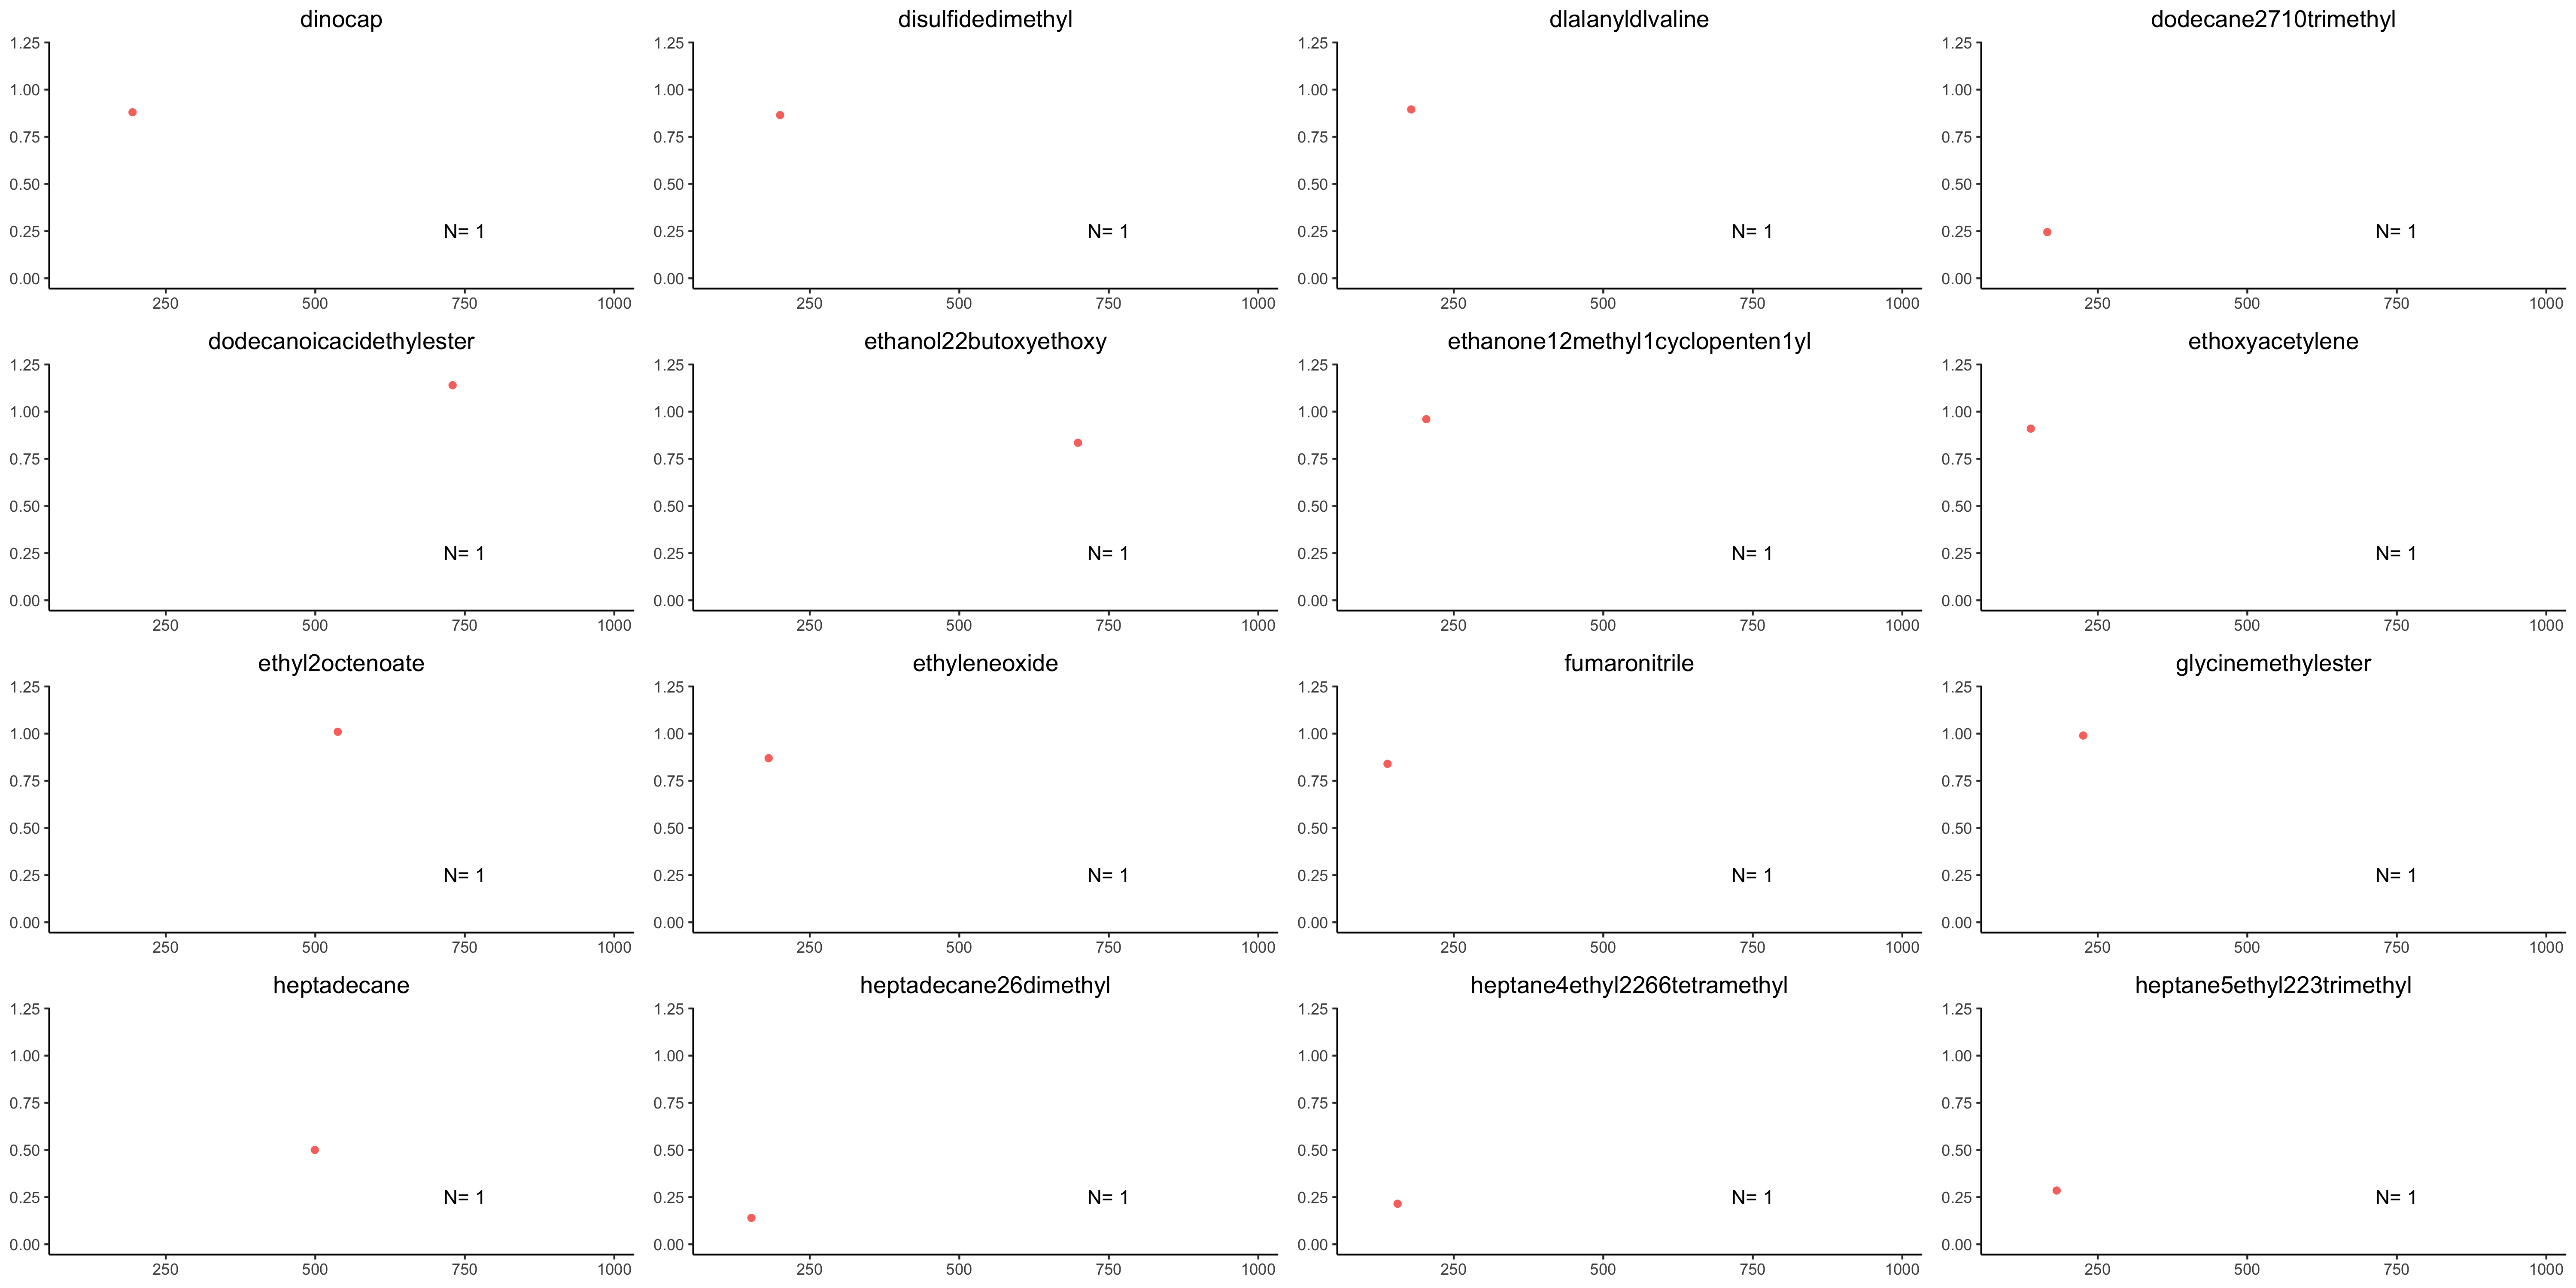 dinocap disulfidedimethyl dlalanyldlvaline dodecane2710trimethyl
1.25 1.25 1.25 1.25
1.00 1.00 1.00 1.00
0.75 0.75 0.75 0.75
0.50 0.50 0.50 0.50
0.25 N= 1 0.25 N= 1 0.25 N= 1 0.25 N= 1
0.00 0.00 0.00 0.00
250 500 750 1000 250 500 750 1000 250 500 750 1000 250 500 750 1000
dodecanoicacidethylester ethanol22butoxyethoxy ethanone12methyl1cyclopenten1yl ethoxyacetylene
1.25 1.25 1.25 1.25
1.00 1.00 1.00 1.00
0.75 0.75 0.75 0.75
0.50 0.50 0.50 0.50
0.25 N= 1 0.25 N= 1 0.25 N= 1 0.25 N= 1
0.00 0.00 0.00 0.00
250 500 750 1000 250 500 750 1000 250 500 750 1000 250 500 750 1000
ethyl2octenoate ethyleneoxide fumaronitrile glycinemethylester
1.25 1.25 1.25 1.25
1.00 1.00 1.00 1.00
0.75 0.75 0.75 0.75
0.50 0.50 0.50 0.50
0.25 N= 1 0.25 N= 1 0.25 N= 1 0.25 N= 1
0.00 0.00 0.00 0.00
250 500 750 1000 250 500 750 1000 250 500 750 1000 250 500 750 1000
heptadecane heptadecane26dimethyl heptane4ethyl2266tetramethyl heptane5ethyl223trimethyl
1.25 1.25 1.25 1.25
1.00 1.00 1.00 1.00
0.75 0.75 0.75 0.75
0.50 0.50 0.50 0.50
0.25 N= 1 0.25 N= 1 0.25 N= 1 0.25 N= 1
0.00 0.00 0.00 0.00
250 500 750 1000 250 500 750 1000 250 500 750 1000 250 500 750 1000